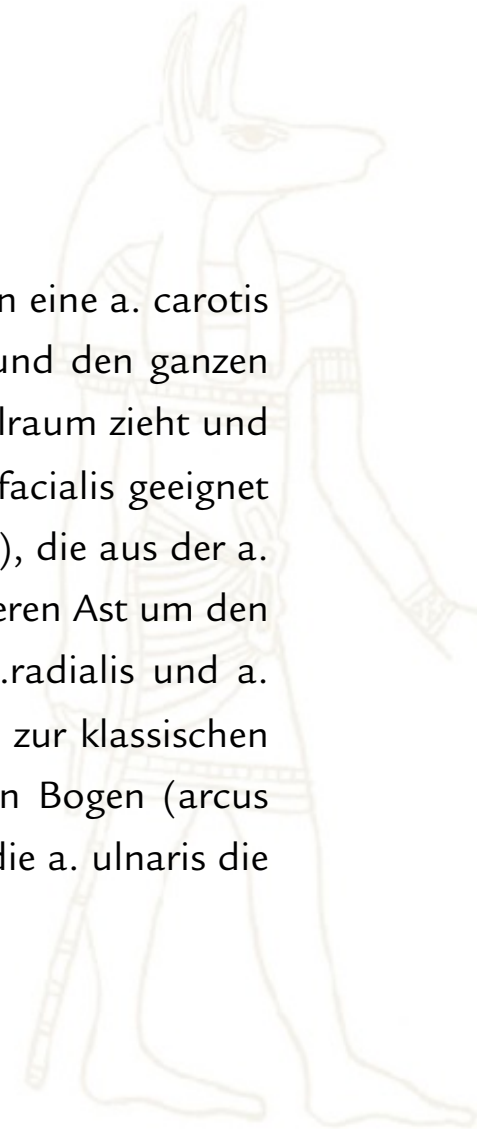 n eine a. carotis
und den ganzen
lraum zieht und
facialis geeignet
), die aus der a.
eren Ast um den
.radialis und a.
zur klassischen
n Bogen (arcus
die a. ulnaris die